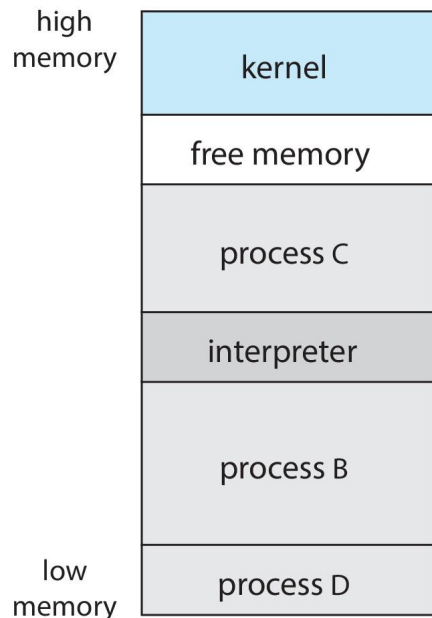 high
memory
kernel
free memory
process C
interpreter
process B
low
memory
process D